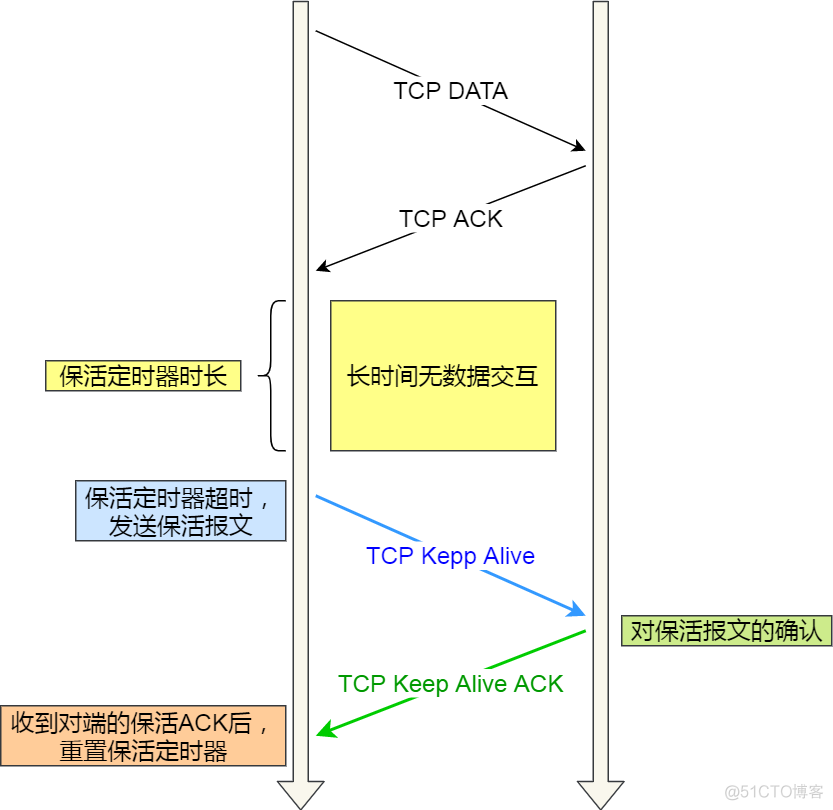 TCP DATA
TCP ACK
保活定时器时长
长时间无数据交互
保活定时器超时，
发送保活报文
TCP Kepp Alive
对保活报文的确认
TCP Keep Alive ACK
收到对端的保活ACK后，
重置保活定时器
@51CTO博客